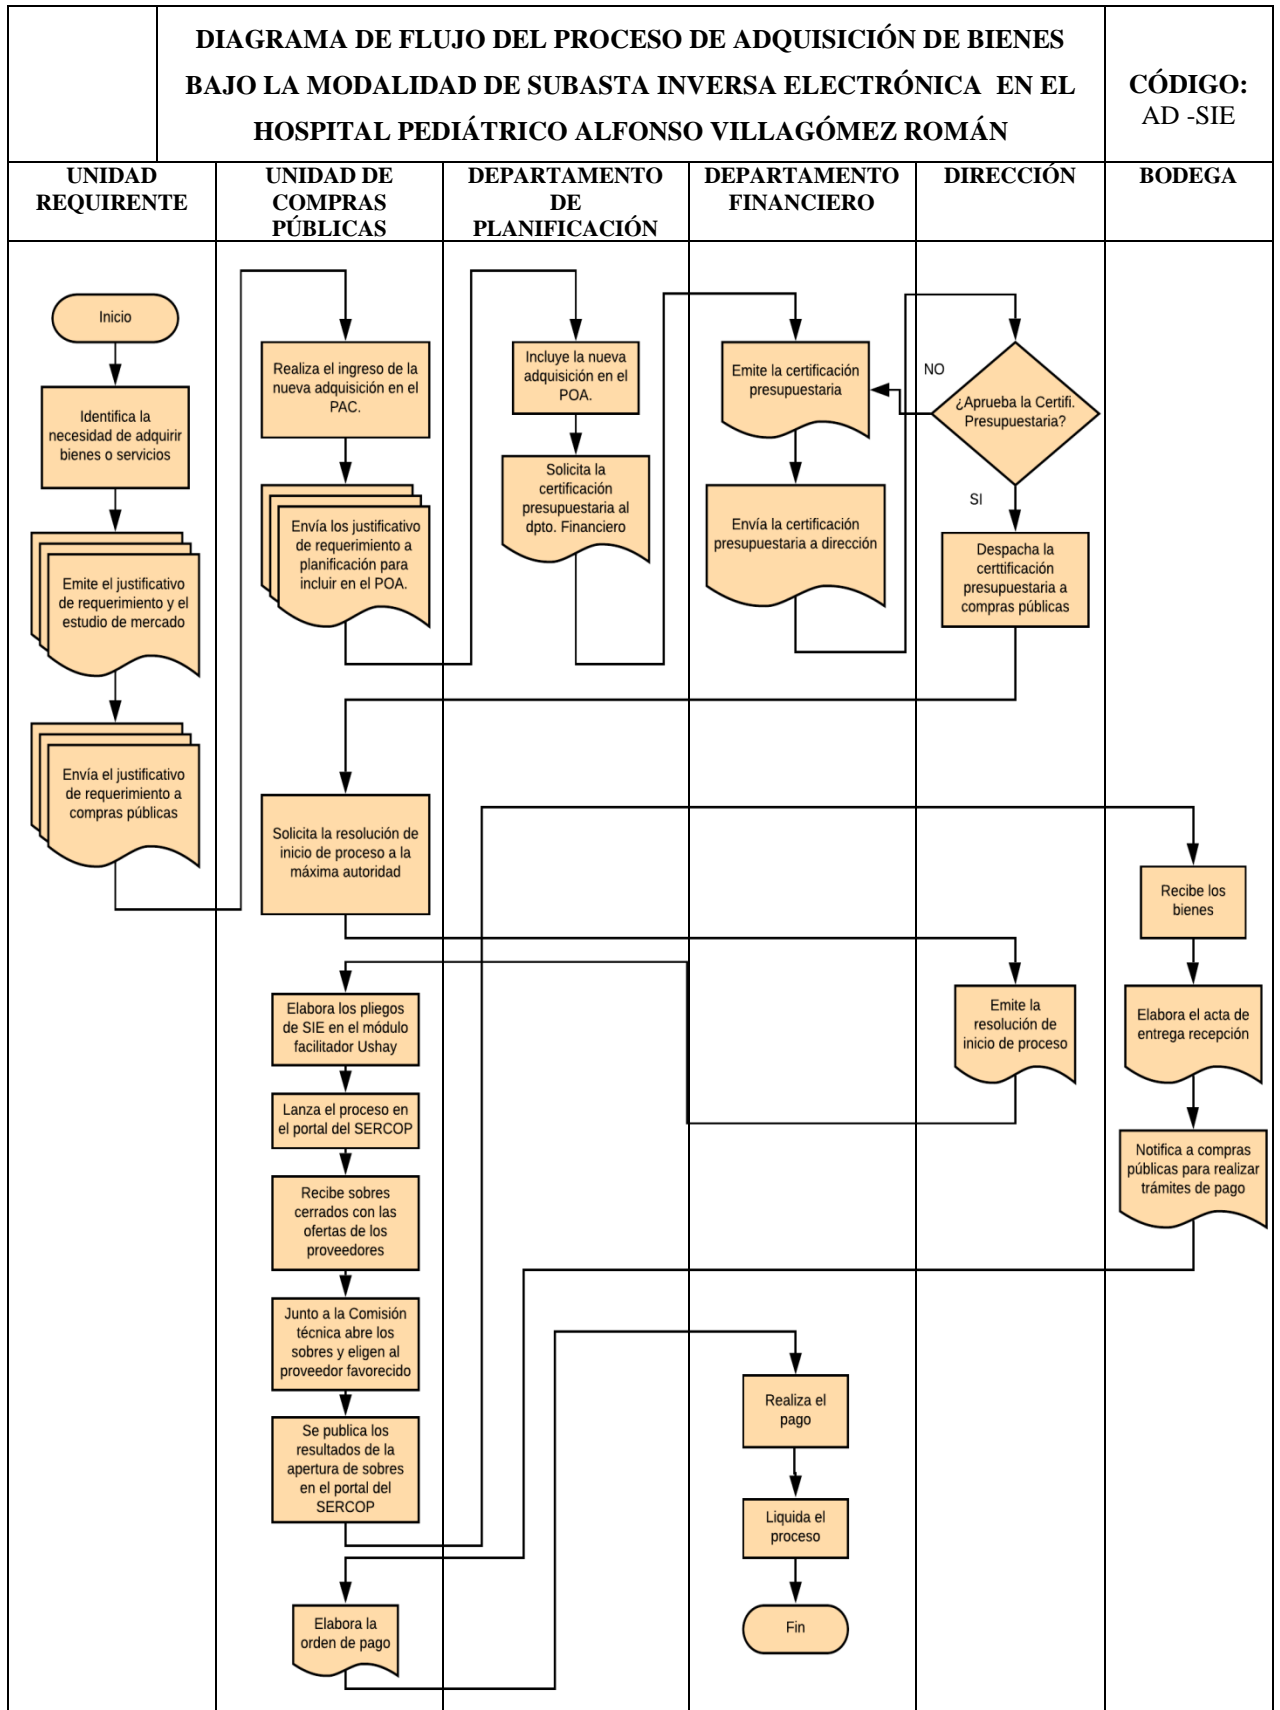 DIAGRAMA DE FLUJO DEL PROCESO DE ADQUISICIÓN DE BIENES
BAJO LA MODALIDAD DE SUBASTA INVERSA ELECTRÓNICA EN EL
HOSPITAL PEDIÁTRICO ALFONSO VILLAGÓMEZ ROMÁN
CÓDIGO:
AD -SIE
UNIDAD
REQUIRENTE
UNIDAD DE
COMPRAS
PÚBLICAS
DEPARTAMENTO
DE
PLANIFICACIÓN
DEPARTAMENTO
FINANCIERO
DIRECCIÓN
BODEGA
Inicio
Identifica la
necesidad de adquirir
bienes o servicios
Emite el justificativo
de requerimiento y el
estudio de mercado
Envía el justificativo
de requerimiento a
compras públicas
Realiza el ingreso de la
nueva adquisición en el
PAC.
Envía los justificativo
de requerimiento a
planificación para
incluir en el POA.
Incluye la nueva
adquisición en el
POA.
Solicita la
certificación
presupuestaria al
dpto. Financiero
Emite la certificación
presupuestaria
Envía la certificación
presupuestaria a dirección
NO
¿Aprueba la Certifi.
Presupuestaria?
SI
Despacha la
certtificación
presupuestaria a
compras públicas
Solicita la resolución de
inicio de proceso a la
máxima autoridad
Emite la
resolución de
inicio de proceso
Elabora los pliegos
de SIE en el módulo
facilitador Ushay
Lanza el proceso en
el portal del SERCOP
Recibe sobres
cerrados con las
ofertas de los
proveedores
Junto a la Comisión
técnica abre los
sobres y eligen al
proveedor favorecido
Se publica los
resultados de la
apertura de sobres
en el portal del
SERCOP
Recibe los
bienes
Elabora el acta de
entrega recepción
Notifica a compras
públicas para realizar
trámites de pago
Elabora la
orden de pago
Realiza el
pago
Liquida el
proceso
Fin